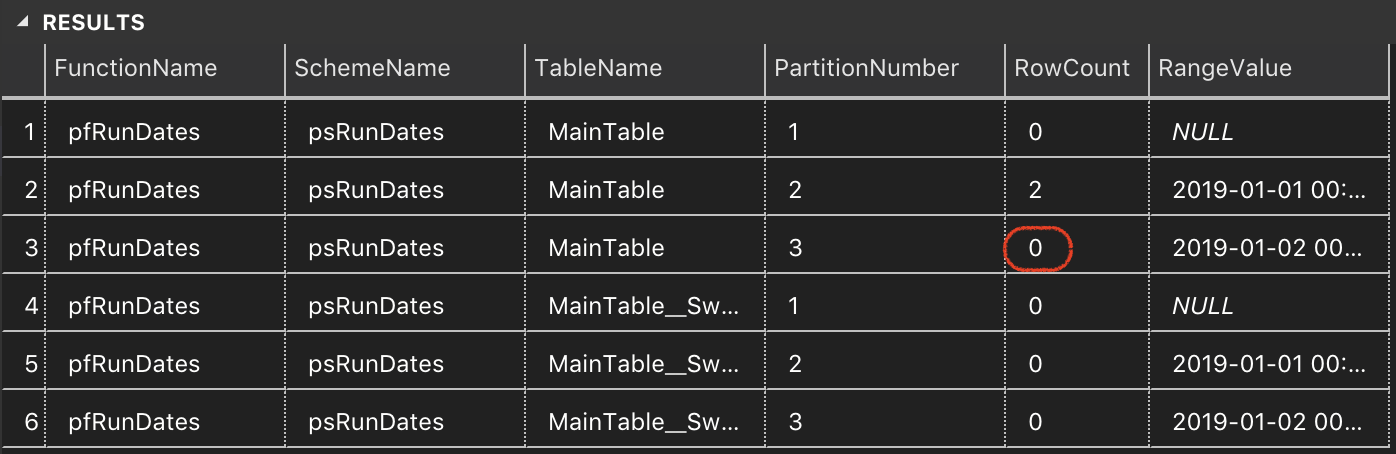 RESULTS
FunctionName SchemeName TableName PartitionNumber RowCount RangeValue
1 pfRunDates psRunDates MainTable 1 0 NULL
2 pfRunDates psRunDates MainTable 2 2 2019-01-01 00:...
3 pfRunDates psRunDates MainTable 3 0 2019-01-02 00...
4 pfRunDates psRunDates MainTable__Sw... 1 0 NULL
5 pfRunDates psRunDates MainTable__Sw... 2 0 2019-01-01 00:...
6 pfRunDates psRunDates MainTable__Sw... 3 0 2019-01-02 00...